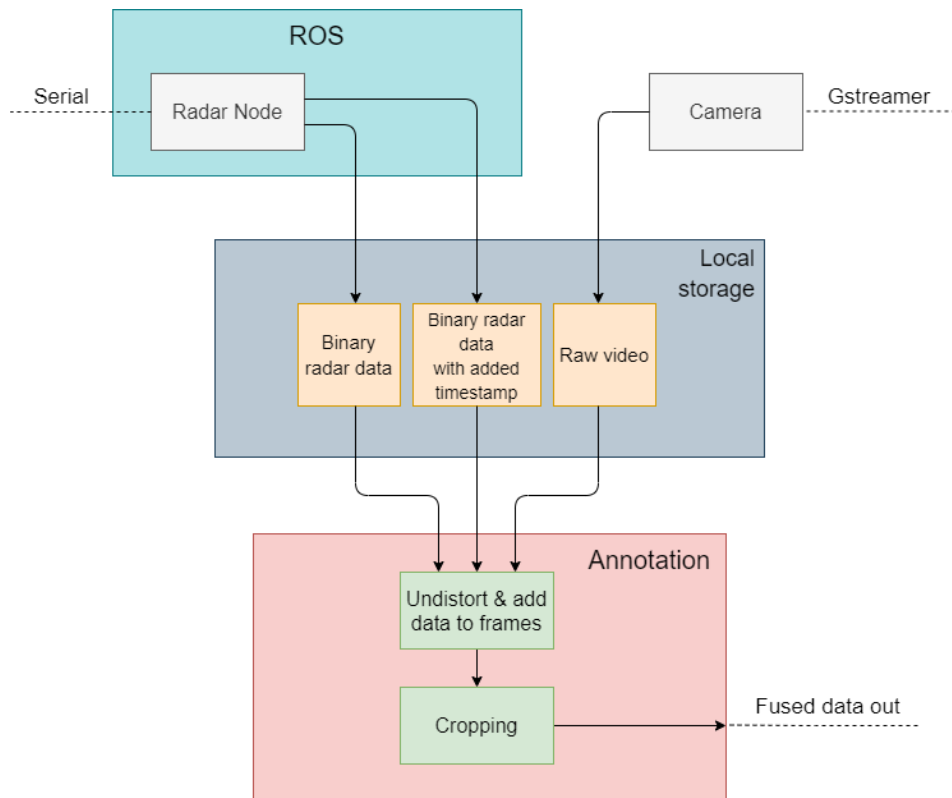 ROS
Serial
Radar Node
Camera
Gstreamer
Local
storage
Binary
radar data
Binary radar
data
with added
timestamp
Raw video
Annotation
Undistort & add
data to frames
Cropping
Fused data out